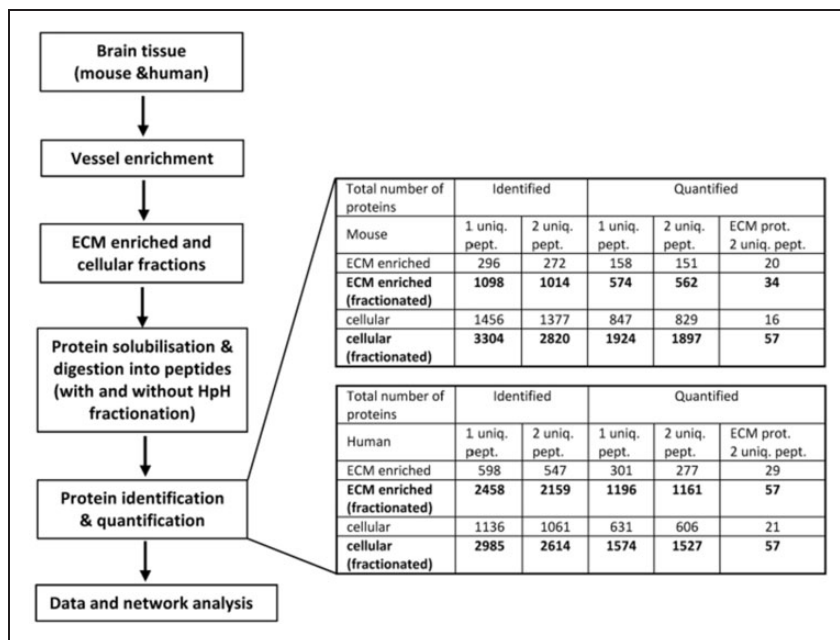 Brain tissue
(mouse &human)
Vessel enrichment
ECM enriched and
cellular fractions
Protein solubilisation &
digestion into peptides
(with and without HpH
fractionation)
Protein identification
& quantification
Data and network analysis
Total number of proteins Identified Quantified
Mouse 1 uniq. pept. 2 uniq. pept. 1 uniq. pept. 2 uniq. pept. ECM prot. 2 uniq. pept.
ECM enriched 296 272 158 151 20
ECM enriched (fractionated) 1098 1014 574 562 34
cellular 1456 1377 847 829 16
cellular (fractionated) 3304 2820 1924 1897 57
Total number of proteins Identified Quantified
Human 1 uniq. pept. 2 uniq. pept. 1 uniq. pept. 2 uniq. pept. ECM prot. 2 uniq. pept.
ECM enriched 598 547 301 277 29
ECM enriched (fractionated) 2458 2159 1196 1161 57
cellular 1136 1061 631 606 21
cellular (fractionated) 2985 2614 1574 1527 57